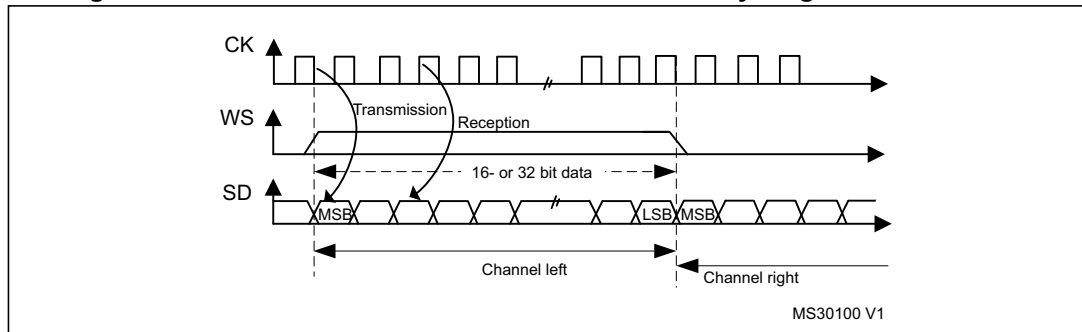 CK
Transmission
Reception
WS
16- or 32 bit data
SD
MSB
LSB
MSB
Channel left
Channel right
MS30100 V1